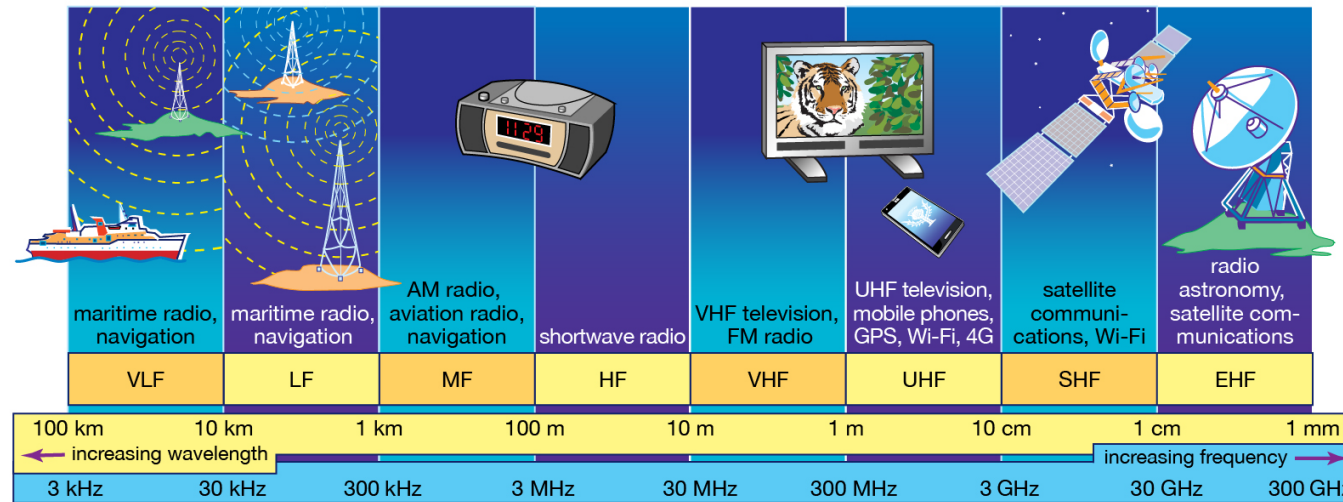 11:29
maritime radio,
navigation
maritime radio,
navigation
AM radio,
aviation radio,
navigation
shortwave radio
VHF television,
FM radio
UHF television,
mobile phones,
GPS, Wi-Fi, 4G
satellite
communi-
cations, Wi-Fi
radio
astronomy,
satellite com-
munications
VLF LF MF HF VHF UHF SHF EHF
100 km 10 km 1 km 100 m 10 m 1 m 10 cm 1 cm 1 mm
increasing wavelength increasing frequency
3 kHz 30 kHz 300 kHz 3 MHz 30 MHz 300 MHz 3 GHz 30 GHz 300 GHz